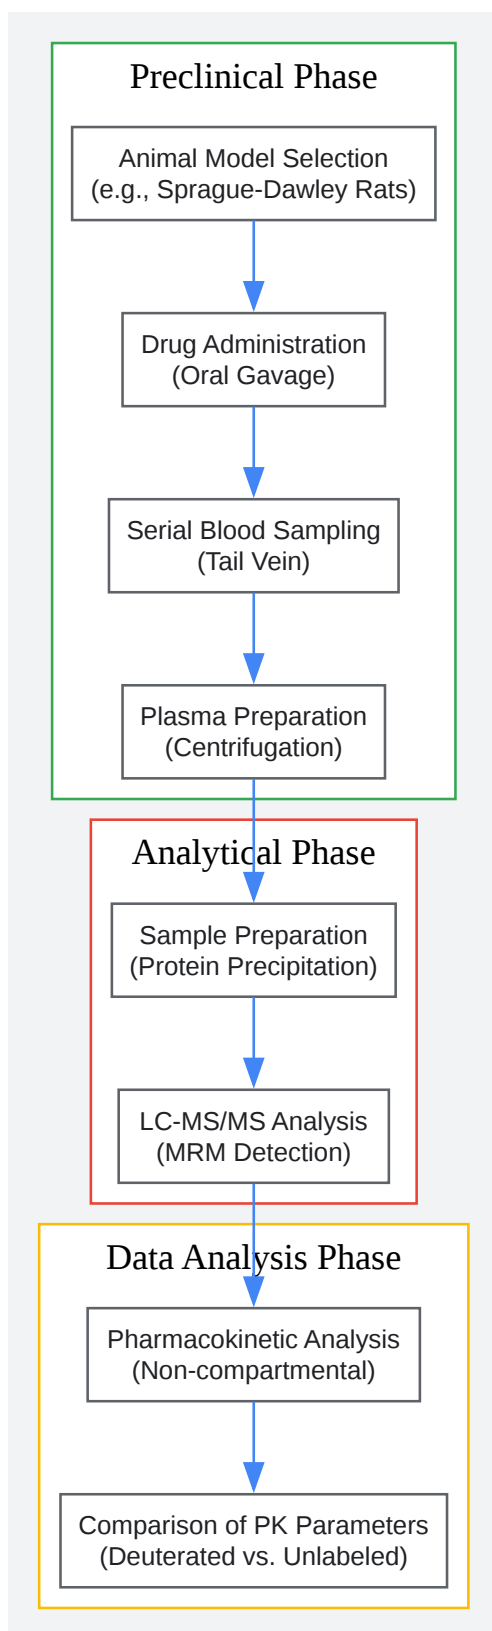 Preclinical Phase
Animal Model Selection
(e.g., Sprague-Dawley Rats)
Drug Administration
(Oral Gavage)
Serial Blood Sampling
(Tail Vein)
Plasma Preparation
(Centrifugation)
Analytical Phase
Sample Preparation
(Protein Precipitation)
LC-MS/MS Analysis
(MRM Detection)
Data Analysis Phase
Pharmacokinetic Analysis
(Non-compartmental)
Comparison of PK Parameters
(Deuterated vs. Unlabeled)